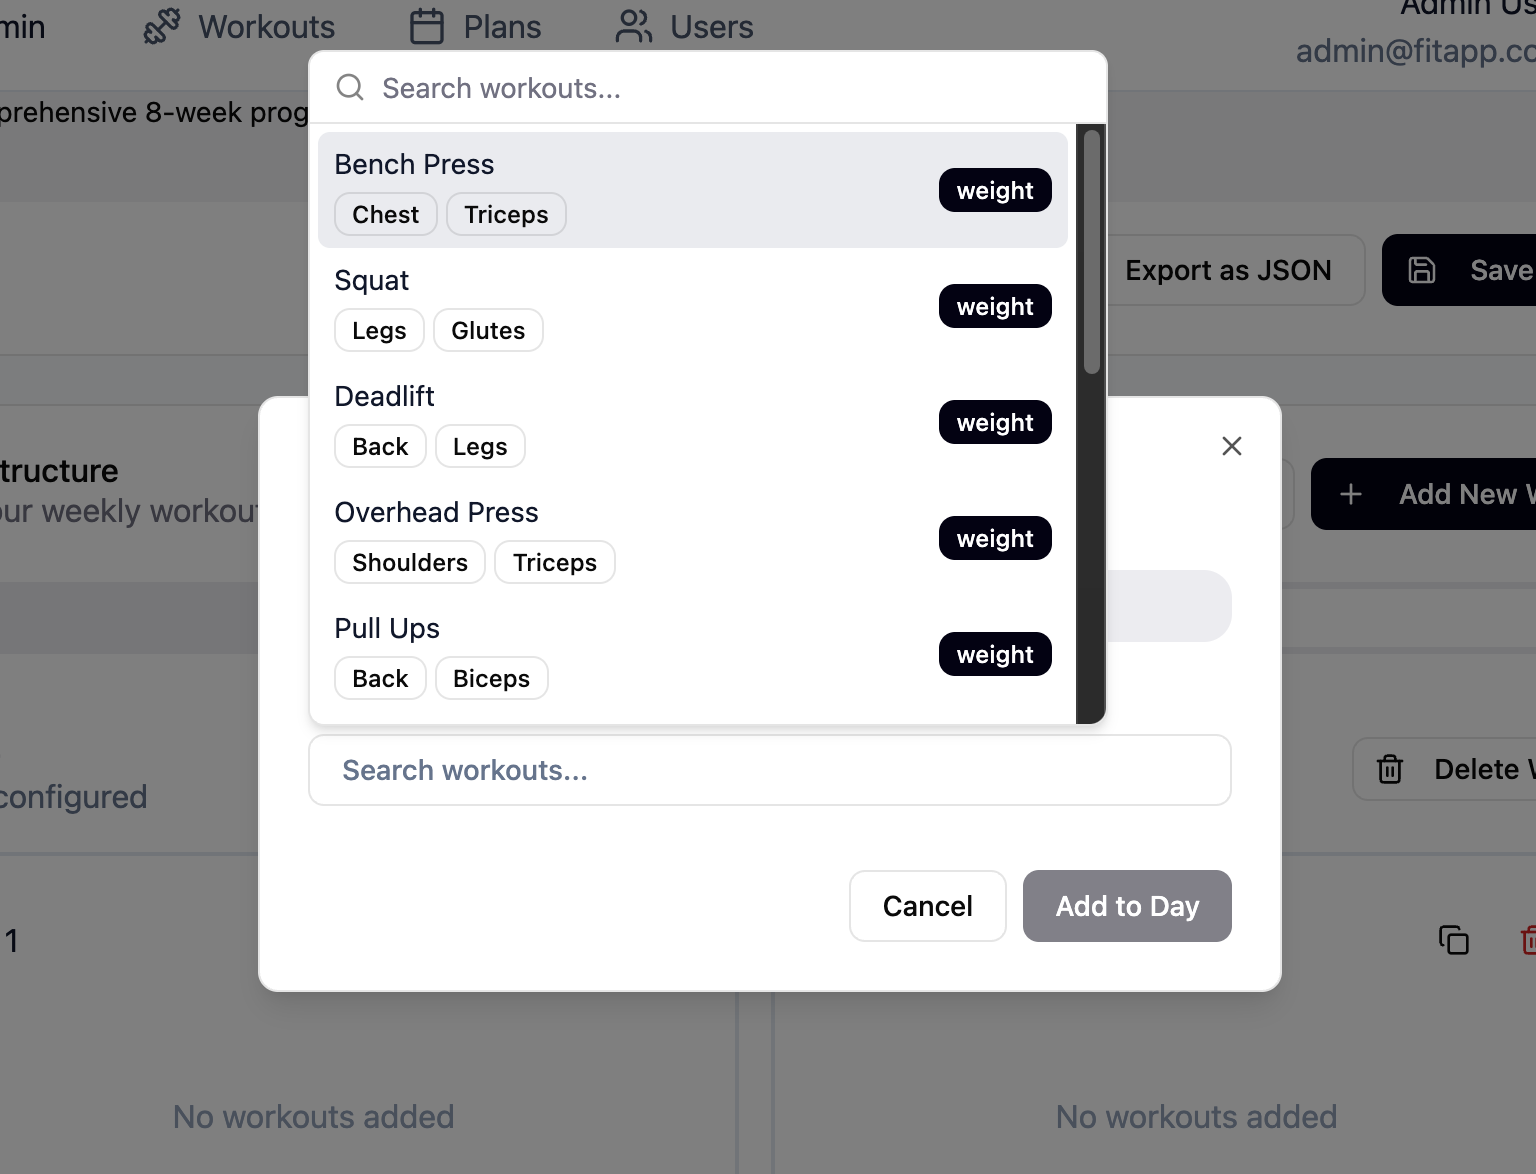 min
Workouts
Plans
Users
Admin Us
admin@fitapp.co
prehensive 8-week prog
Search workouts...
Bench Press
Chest
Triceps
weight
Squat
Legs
Glutes
weight
Deadlift
Back
Legs
weight
Overhead Press
Shoulders
Triceps
weight
Pull Ups
Back
Biceps
weight
Export as JSON
Save
tructure
our weekly workout
Add New W
Search workouts...
configured
Delete W
Cancel
Add to Day
1
No workouts added
No workouts added